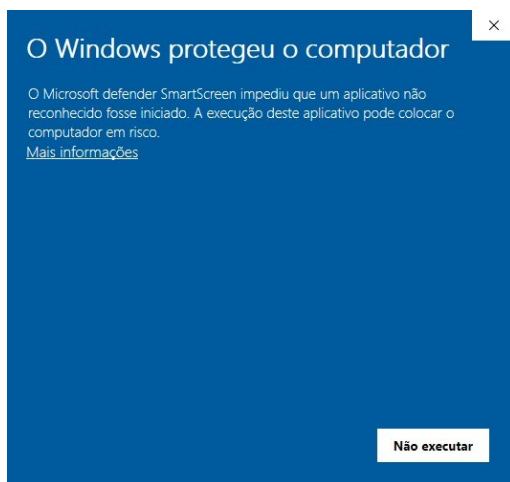 O Windows protegeu o computador
O Microsoft defender SmartScreen impediu que um aplicativo não
reconhecido fosse iniciado. A execução deste aplicativo pode colocar o
computador em risco.
Mais informações
Não executar